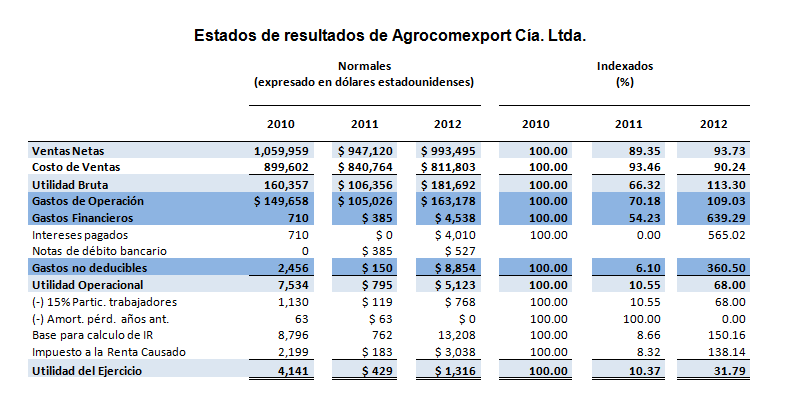 Estados de resultados de Agrocomexport Cía. Ltda.
Normales Indexados
(expresado en dólares estadounidenses) (%)
2010 2011 2012 2010 2011 2012
Ventas Netas 1,059,959 $ 947,120 $ 993,495 100.00 89.35 93.73
Costo de Ventas 899,602 $ 840,764 $ 811,803 100.00 93.46 90.24
Utilidad Bruta 160,357 $ 106,356 $ 181,692 100.00 66.32 113.30
Gastos de Operación $ 149,658 $ 105,026 $ 163,178 100.00 70.18 109.03
Gastos Financieros 710 $ 385 $ 4,538 100.00 54.23 639.29
Intereses pagados 710 $ 0 $ 4,010 100.00 0.00 565.02
Notas de débito bancario 0 $ 385 $ 527
Gastos no deducibles 2,456 $ 150 $ 8,854 100.00 6.10 360.50
Utilidad Operacional 7,534 $ 795 $ 5,123 100.00 10.55 68.00
(-) 15% Partic. trabajadores 1,130 $ 119 $ 768 100.00 10.55 68.00
(-) Amort. pérd. años ant. 63 $ 63 $ 0 100.00 100.00 0.00
Base para calculo de IR 8,796 762 13,208 100.00 8.66 150.16
Impuesto a la Renta Causado 2,199 $ 183 $ 3,038 100.00 8.32 138.14
Utilidad del Ejercicio 4,141 $ 429 $ 1,316 100.00 10.37 31.79